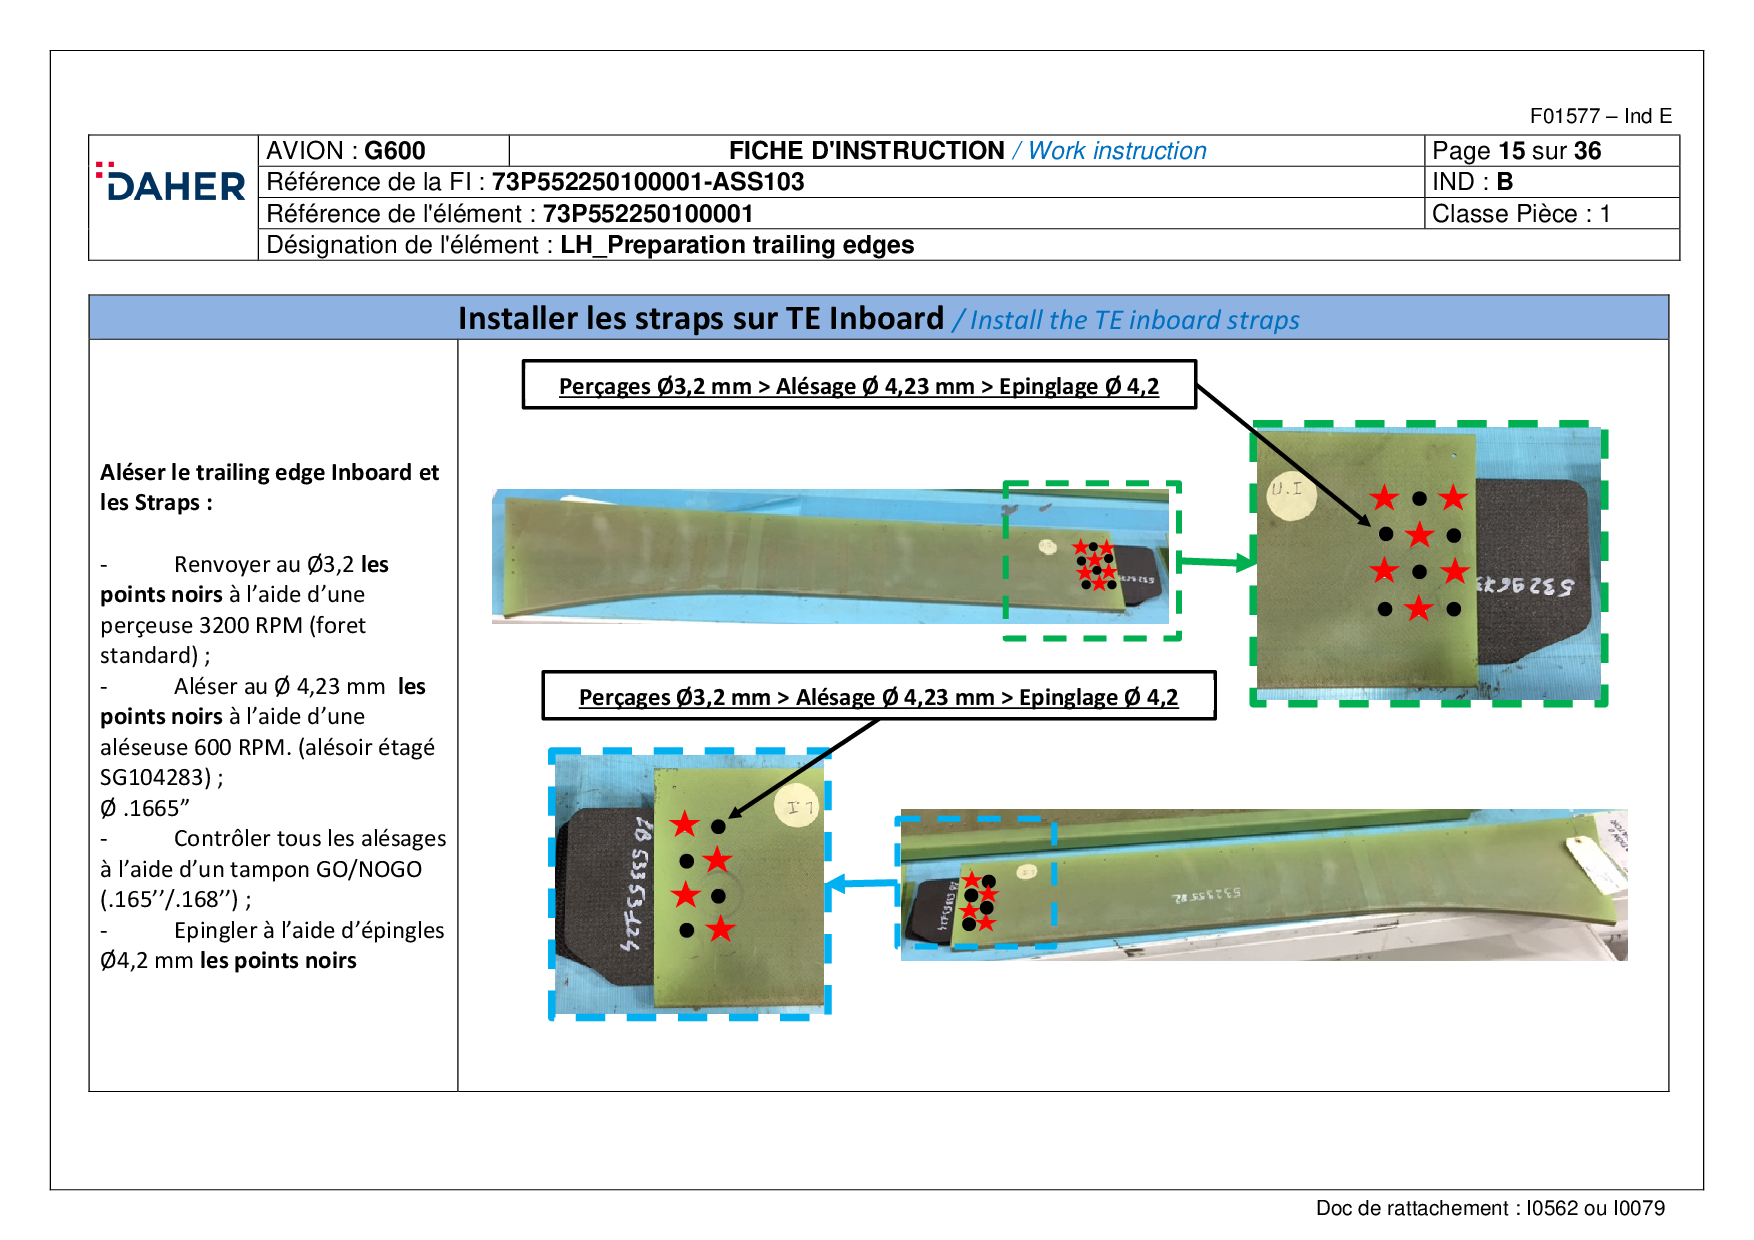 F01577 – Ind E
DAHER
AVION : G600
FICHE D'INSTRUCTION / Work instruction
Page 15 sur 36
Référence de la FI : 73P552250100001-ASS103
IND : B
Référence de l'élément : 73P552250100001
Classe Pièce : 1
Désignation de l'élément : LH_Preparation trailing edges
Installer les straps sur TE Inboard / Install the TE inboard straps
Aléser le trailing edge Inboard et
les Straps :
- Renvoyer au Ø3,2 les
points noirs à l’aide d’une
perçeuse 3200 RPM (foret
standard) ;
- Aléser au Ø 4,23 mm les
points noirs à l’aide d’une
aléseuse 600 RPM. (alésoir étagé
SG104283) ;
Ø .1665”
- Contrôler tous les alésages
à l’aide d’un tampon GO/NOGO
(.165’’/.168’’) ;
- Epingler à l’aide d’épingles
Ø4,2 mm les points noirs
Perçages Ø3,2 mm > Alésage Ø 4,23 mm > Epinglage Ø 4,2
U.I
Perçages Ø3,2 mm > Alésage Ø 4,23 mm > Epinglage Ø 4,2
L.I
Doc de rattachement : I0562 ou I0079